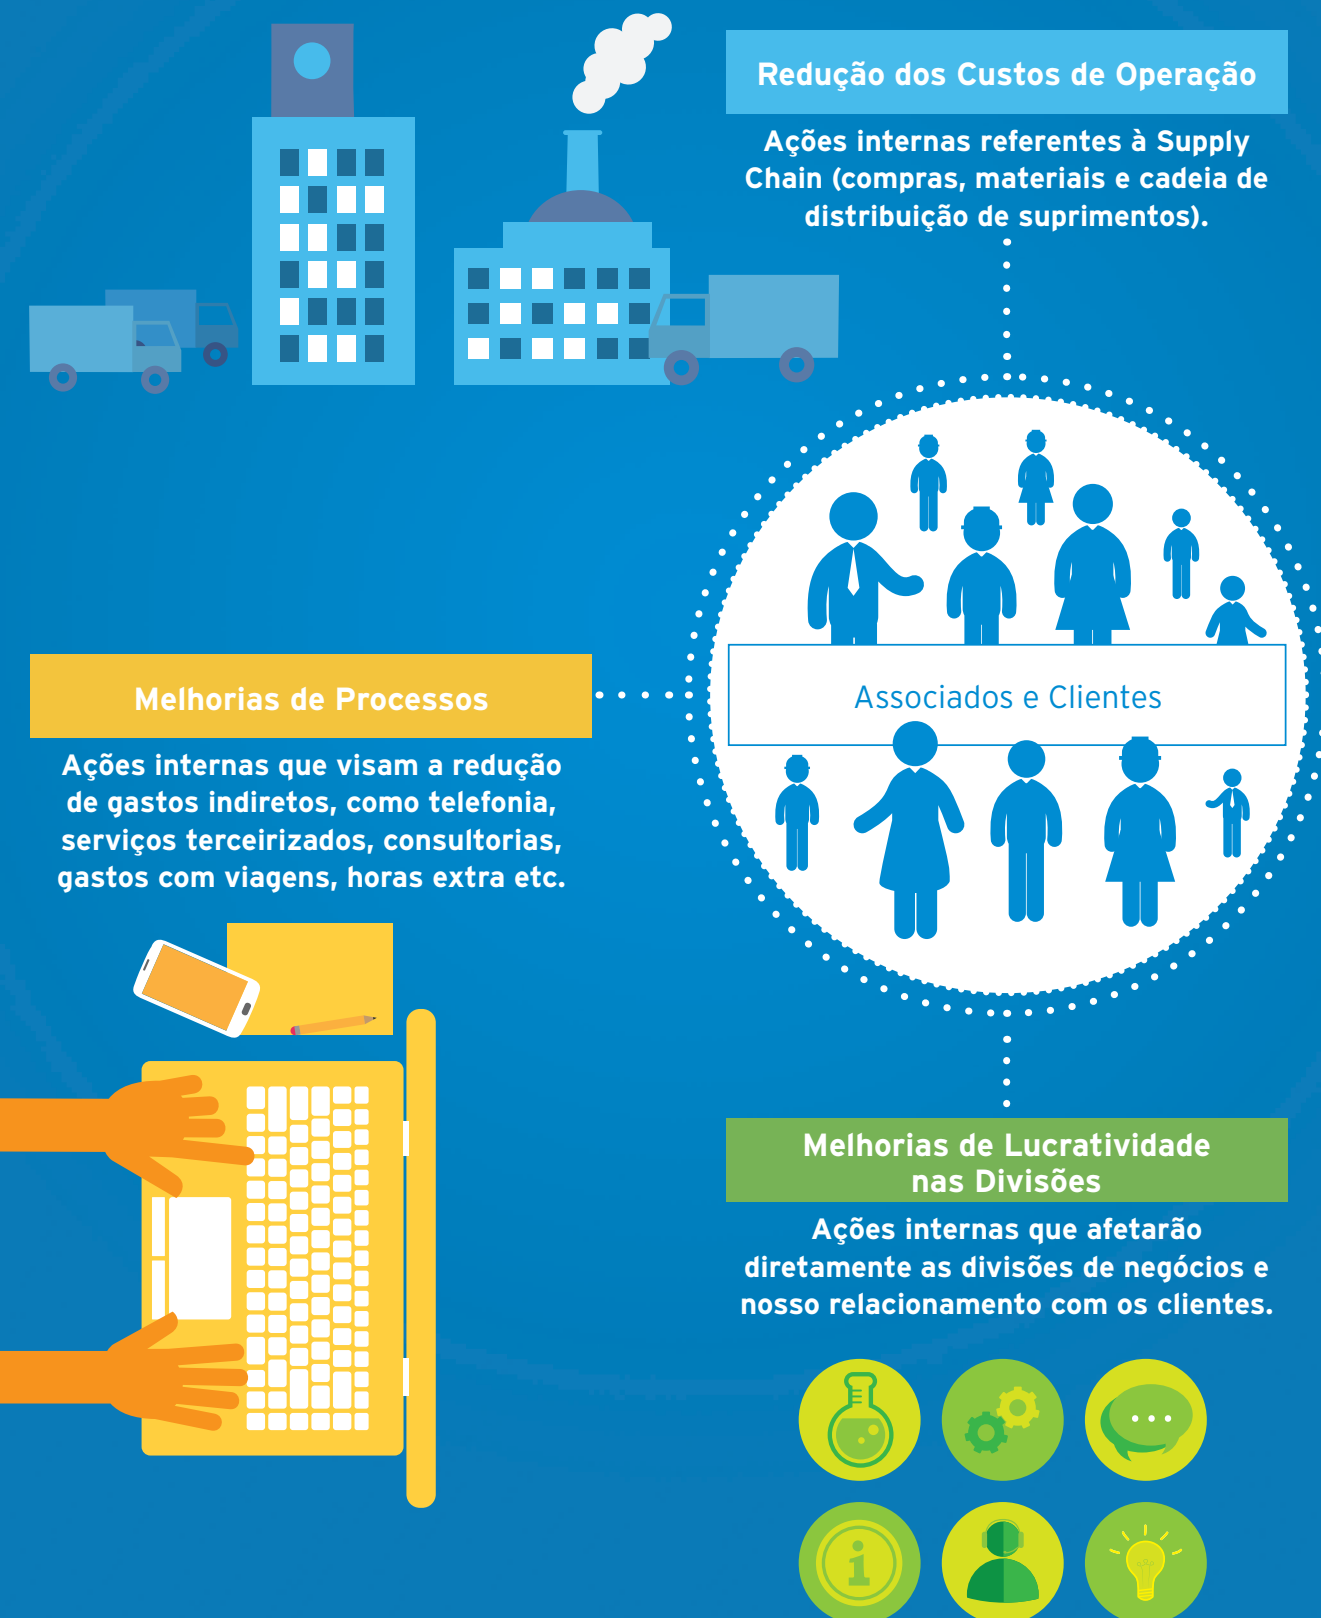 Redução dos Custos de Operação
Ações internas referentes à Supply
Chain (compras, materiais e cadeia de
distribuição de suprimentos).
Associados e Clientes
Melhorias de Processos
Ações internas que visam a redução
de gastos indiretos, como telefonia,
serviços terceirizados, consultorias,
gastos com viagens, horas extra etc.
Melhorias de Lucratividade
nas Divisões
Ações internas que afetarão
diretamente as divisões de negócios e
nosso relacionamento com os clientes.
i